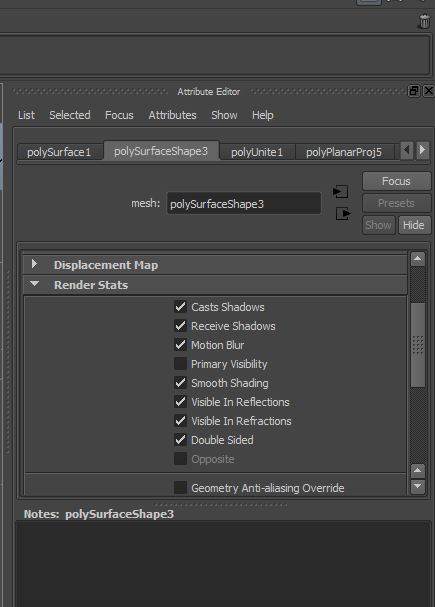 Attribute Editor
List Selected Focus Attributes Show Help
polySurface1 polySurfaceShape3 polyUnite1 polyPlanarProj5
Focus
mesh: polySurfaceShape3
Presets
Show Hide
Displacement Map
Render Stats
Casts Shadows
Receive Shadows
Motion Blur
Primary Visibility
Smooth Shading
Visible In Reflections
Visible In Refractions
Double Sided
Opposite
Geometry Anti-aliasing Override
Notes: polySurfaceShape3